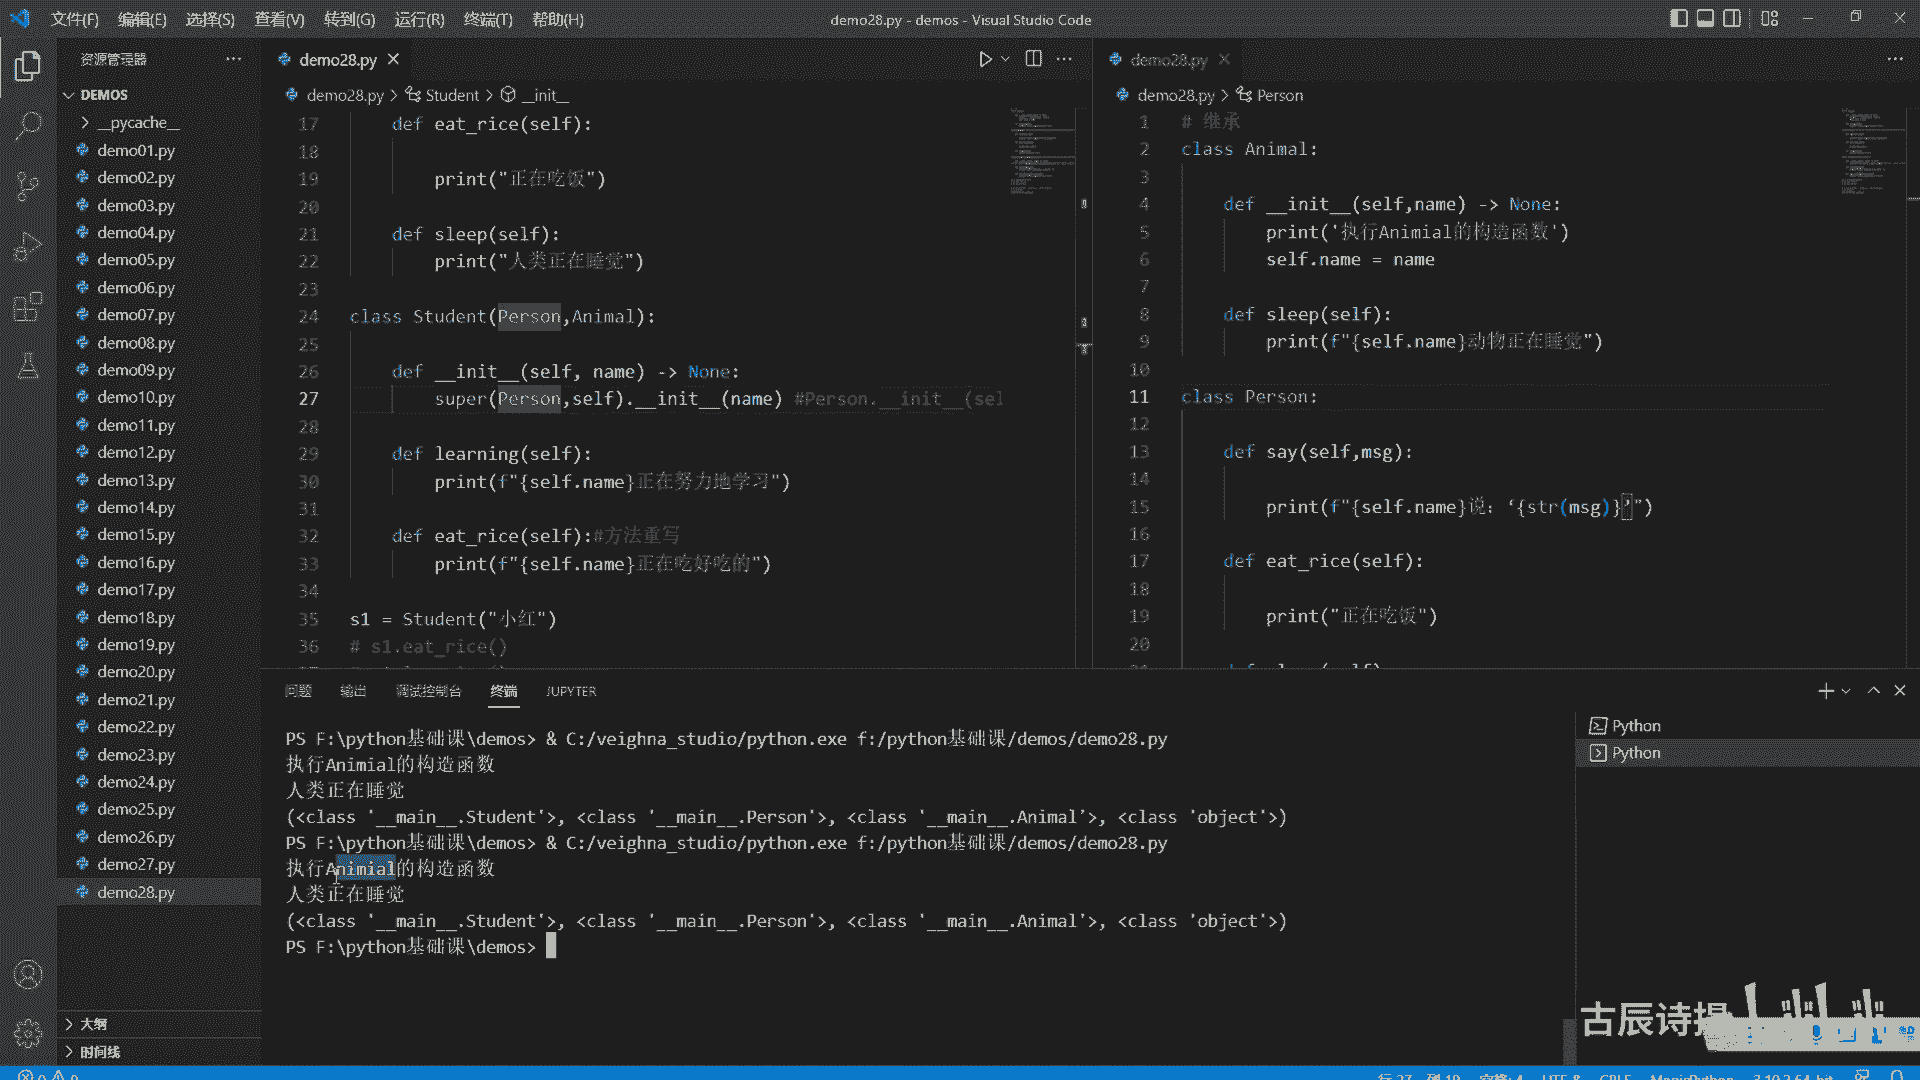 文件(F) 编辑(E) 选择(S) 查看(V) 转到(G) 运行(R) 终端(T) 帮助(H)
demo28.py - demos - Visual Studio Code
资源管理器
DEMOS
__pycache__
demo01.py
demo02.py
demo03.py
demo04.py
demo05.py
demo06.py
demo07.py
demo08.py
demo09.py
demo10.py
demo11.py
demo12.py
demo13.py
demo14.py
demo15.py
demo16.py
demo17.py
demo18.py
demo19.py
demo20.py
demo21.py
demo22.py
demo23.py
demo24.py
demo25.py
demo26.py
demo27.py
demo28.py
大纲
时间线
demo28.py
demo28.py > Student > __init__
17 def eat_rice(self):
18
19 print("正在吃饭")
20
21 def sleep(self):
22 print("人类正在睡觉")
23
24 class Student(Person,Animal):
25
26 def __init__(self, name) -> None:
27 super(Person,self).__init__(name) #Person.__init__(sel
28
29 def learning(self):
30 print(f"{self.name}正在努力地学习")
31
32 def eat_rice(self):#方法重写
33 print(f"{self.name}正在吃好吃的")
34
35 s1 = Student("小红")
36 # s1.eat_rice()
demo28.py
demo28.py > Person
1 # 继承
2 class Animal:
3
4 def __init__(self,name) -> None:
5 print('执行Animial的构造函数')
6 self.name = name
7
8 def sleep(self):
9 print(f"{self.name}动物正在睡觉")
10
11 class Person:
12
13 def say(self,msg):
14
15 print(f"{self.name}说：‘{str(msg)}’")
16
17 def eat_rice(self):
18
19 print("正在吃饭")
20
问题 输出 调试控制台 终端 JUPYTER
PS F:\python基础课\demos> & C:/veighna_studio/python.exe f:/python基础课/demos/demo28.py
执行Animial的构造函数
人类正在睡觉
(<class '__main__.Student'>, <class '__main__.Person'>, <class '__main__.Animal'>, <class 'object'>)
PS F:\python基础课\demos> & C:/veighna_studio/python.exe f:/python基础课/demos/demo28.py
执行Animial的构造函数
人类正在睡觉
(<class '__main__.Student'>, <class '__main__.Person'>, <class '__main__.Animal'>, <class 'object'>)
PS F:\python基础课\demos>
Python
Python
古辰诗